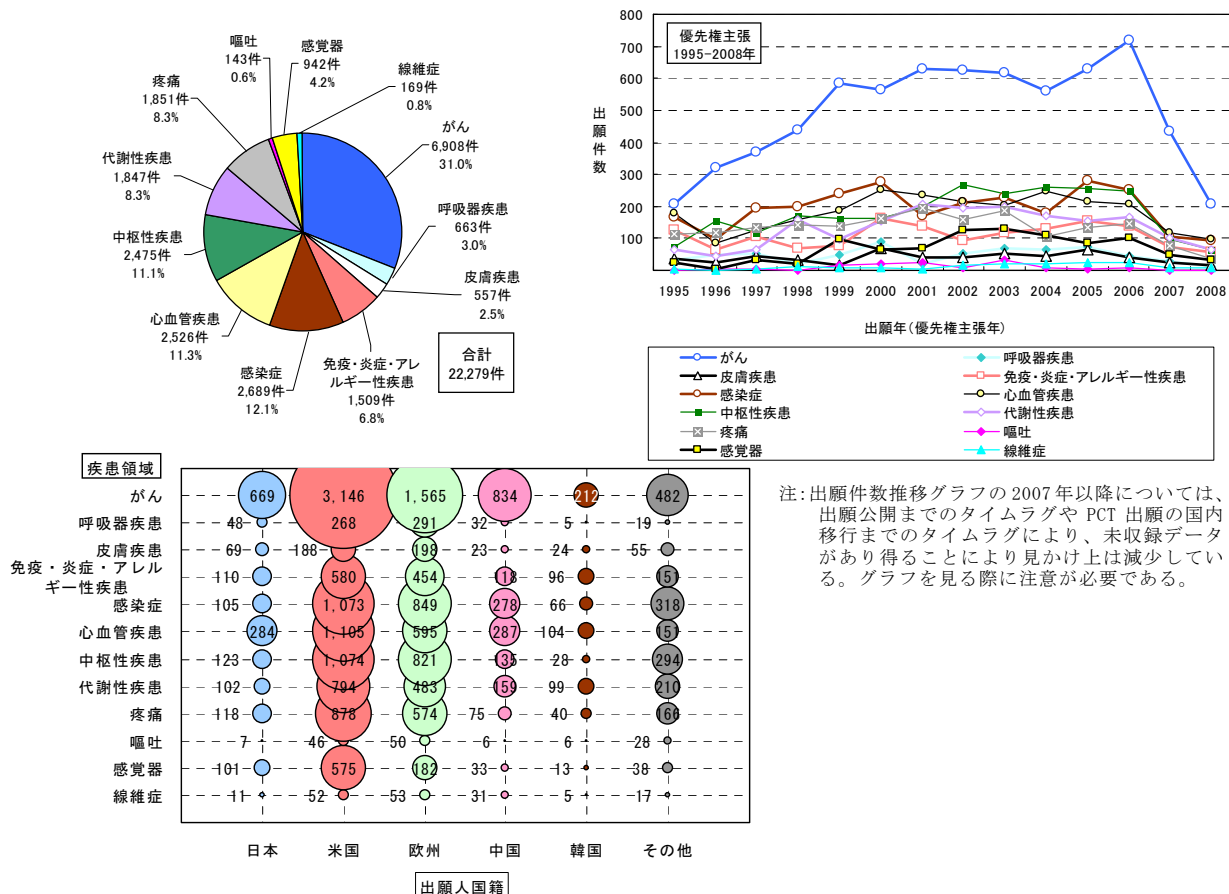 嘔吐
143件
0.6%
感覚器
942件
4.2%
線維症
169件
0.8%
疼痛
1,851件
8.3%
がん
6,908件
31.0%
代謝性疾患
1,847件
8.3%
呼吸器疾患
663件
3.0%
中枢性疾患
2,475件
11.1%
皮膚疾患
557件
2.5%
心血管疾患
2,526件
11.3%
免疫・炎症・アレ
ルギー性疾患
1,509件
6.8%
感染症
2,689件
12.1%
合計
22,279件
優先権主張
1995-2008年
出願件数
800
700
600
500
400
300
200
100
1995 1996 1997 1998 1999 2000 2001 2002 2003 2004 2005 2006 2007 2008
出願年(優先権主張年)
がん 呼吸器疾患
皮膚疾患 免疫・炎症・アレルギー性疾患
感染症 心血管疾患
中枢性疾患 代謝性疾患
疼痛 嘔吐
感覚器 線維症
疾患領域
がん 669 3,146 1,565 834 212 482
呼吸器疾患 48 268 291 32 5 19
皮膚疾患 69 188 198 23 24 55
免疫・炎症・アレル
ギー性疾患 110 580 454 118 96 151
感染症 105 1,073 849 278 66 318
心血管疾患 284 1,105 595 287 104 151
中枢性疾患 123 1,074 821 135 28 294
代謝性疾患 102 794 483 159 99 210
疼痛 118 878 574 75 40 166
嘔吐 7 46 50 6 6 28
感覚器 101 575 182 33 13 38
線維症 11 52 53 31 5 17
日本 米国 欧州 中国 韓国 その他
出願人国籍
注:出願件数推移グラフの2007年以降については、
出願公開までのタイムラグや PCT 出願の国内
移行までのタイムラグにより、未収録データ
があり得ることにより見かけ上は減少してい
る。グラフを見る際に注意が必要である。